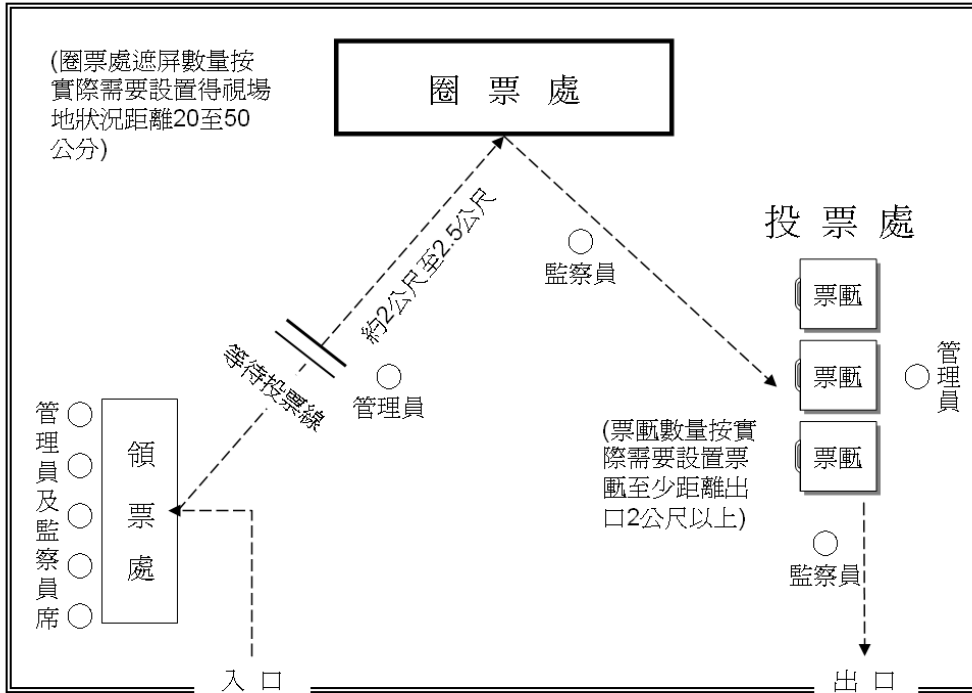 (圈票處遮屏數量按
實際需要設置得視場
地狀況距離20至50
公分)
圈 票 處
約2公尺至2.5公尺
等待投票線
監察員
管理員
投 票 處
票匭
票匭
票匭
管理員
(票匭數量按實
際需要設置票
匭至少距離出
口2公尺以上)
監察員
管理員及監察員席
領票處
入 口
出 口